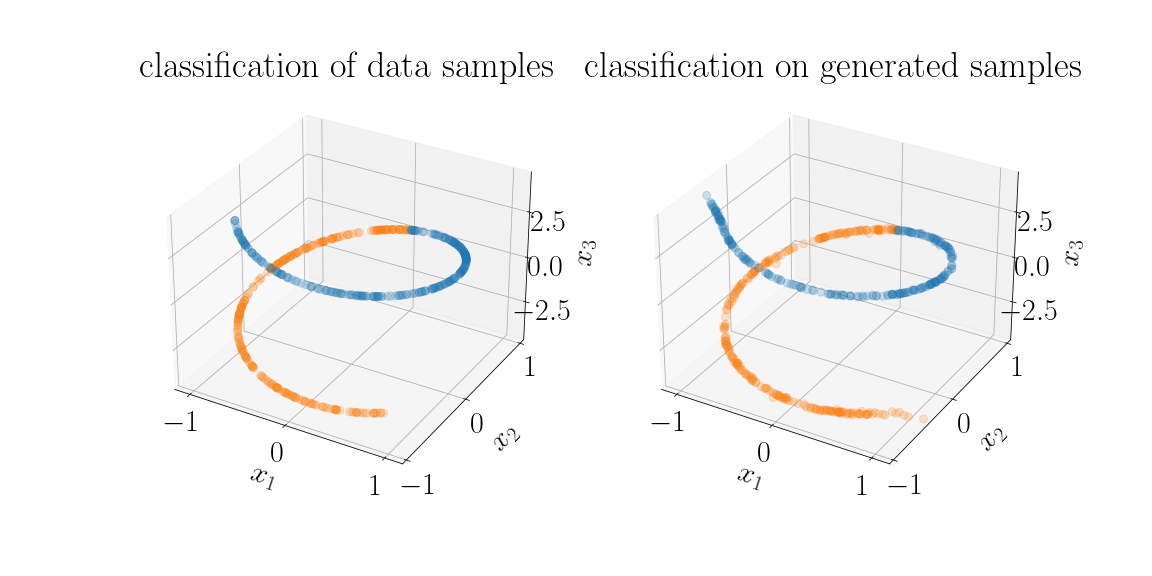 classification of data samples
2.5
0.0
−2.5
x₃
−1
0
1
x₁
−1
0
1
x₂
classification on generated samples
2.5
0.0
−2.5
x₃
−1
0
1
x₁
−1
0
1
x₂